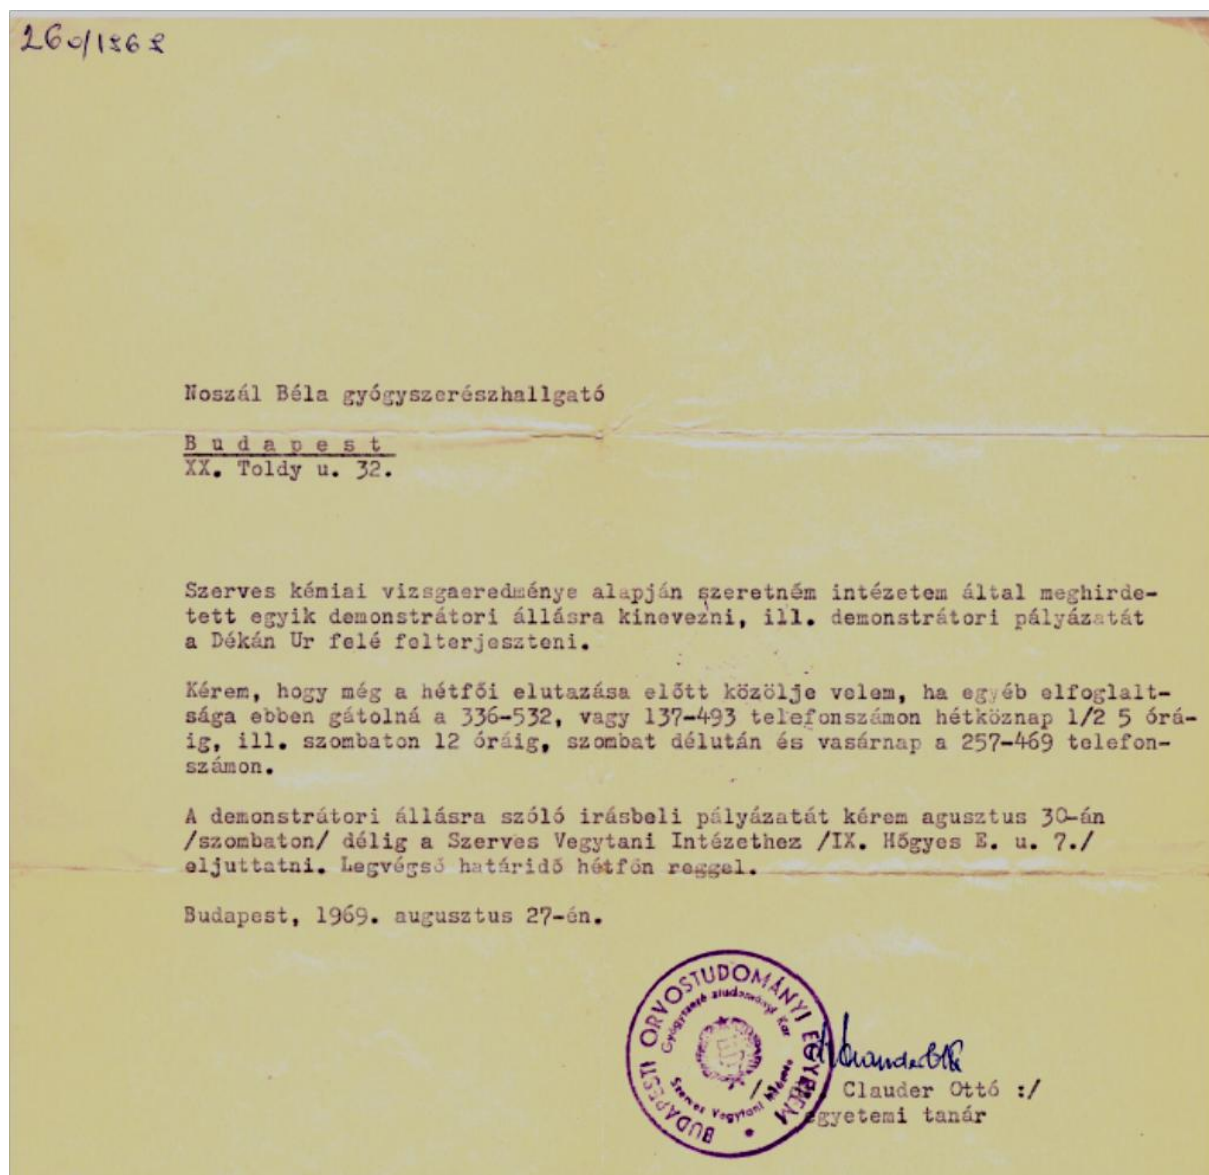 260/1969
Noszál Béla gyógyszerészhallgató
B u d a p e s t
XX. Toldy u. 32.
Szerves kémiai vizsgaeredménye alapján szeretném intézetem által meghirde-
tett egyik demonstrátori állásra kinevezni, ill. demonstrátori pályázatát
a Dékán Ur felé felterjeszteni.
Kérem, hogy még a hétfői elutazása előtt közölje velem, ha egyéb elfoglalt-
sága ebben gátolná a 336-532, vagy 137-493 telefonszámon hétköznap 1/2 5 órá-
ig, ill. szombaton 12 óráig, szombat délután és vasárnap a 257-469 telefon-
számon.
A demonstrátori állásra szóló irásbeli pályázatát kérem agusztus 30-án
/szombaton/ délig a Szerves Vegytani Intézethez /IX. Hőgyes E. u. 7./
eljuttatni. Legvégső határidő hétfőn reggel.
Budapest, 1969. augusztus 27-én.
BUDAPESTI ORVOSTUDOMÁNYI EGYETEM
Szerves Vegytani Intézete
Clauder Ottó :/
egyetemi tanár